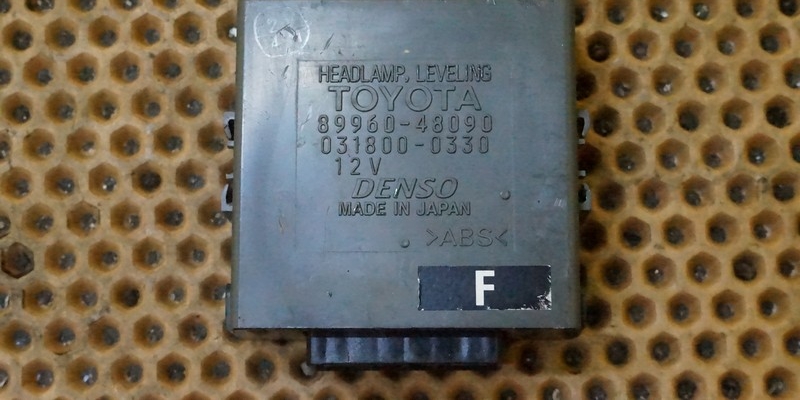 HEADLAMP, LEVELING
TOYOTA
89960-48090
031800-0330
12V
DENSO
MADE IN JAPAN
>ABS<
F